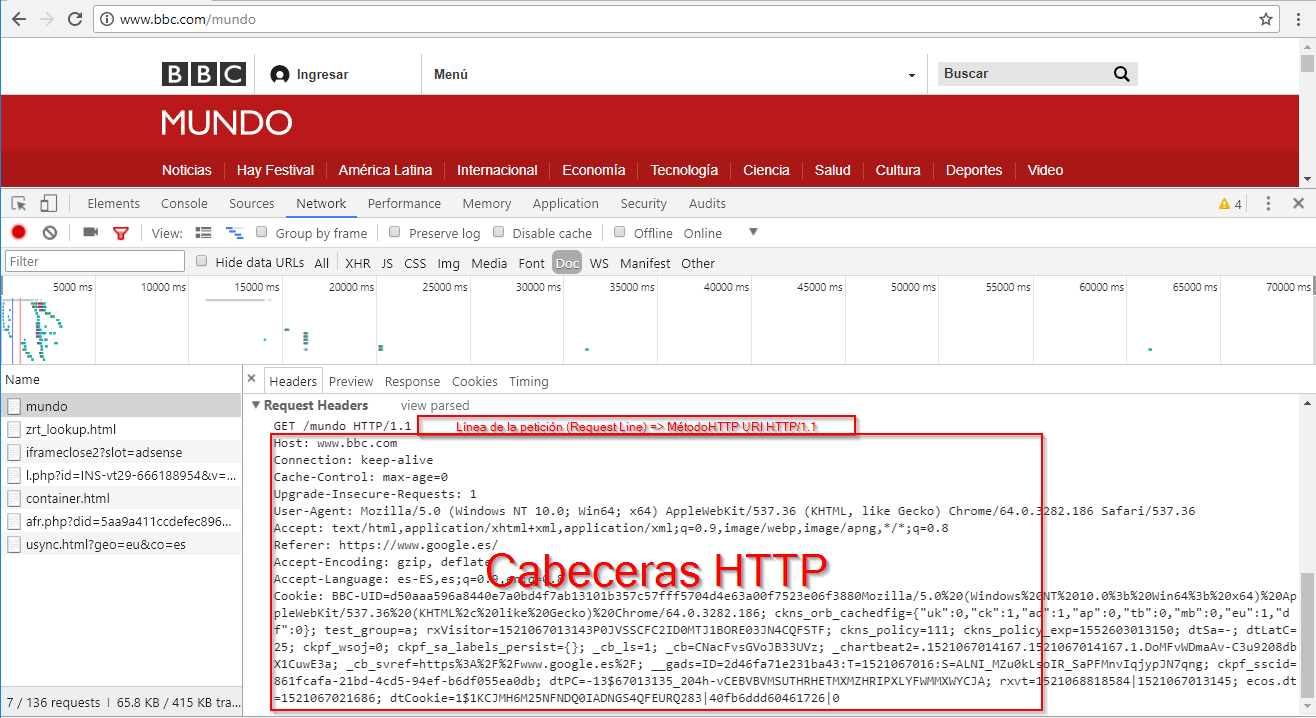 www.bbc.com/mundo
BBC Ingresar Menú Buscar
MUNDO
Noticias Hay Festival América Latina Internacional Economía Tecnología Ciencia Salud Cultura Deportes Video
Elements Console Sources Network Performance Memory Application Security Audits 4
View: Group by frame Preserve log Disable cache Offline Online
Filter Hide data URLs All XHR JS CSS Img Media Font Doc WS Manifest Other
5000 ms 10000 ms 15000 ms 20000 ms 25000 ms 30000 ms 35000 ms 40000 ms 45000 ms 50000 ms 55000 ms 60000 ms 65000 ms 70000 ms
Name
mundo
zrt_lookup.html
iframeclose2?slot=adsense
l.php?id=INS-vt29-666188954&v=...
container.html
afr.php?did=5aa9a411ccdefec896...
usync.html?geo=eu&co=es
7 / 136 requests | 65.8 KB / 415 KB tra...
Headers Preview Response Cookies Timing
Request Headers view parsed
GET /mundo HTTP/1.1 Línea de la petición (Request Line) => MétodoHTTP URI HTTP/1.1
Host: www.bbc.com
Connection: keep-alive
Cache-Control: max-age=0
Upgrade-Insecure-Requests: 1
User-Agent: Mozilla/5.0 (Windows NT 10.0; Win64; x64) AppleWebKit/537.36 (KHTML, like Gecko) Chrome/64.0.3282.186 Safari/537.36
Accept: text/html,application/xhtml+xml,application/xml;q=0.9,image/webp,image/apng,*/*;q=0.8
Referer: https://www.google.es/
Accept-Encoding: gzip, deflate
Cabeceras HTTP
Accept-Language:
Cookie: BBC-UID=d50aaa596a8440e7a0bd4f7ab13101b357c57fff5704d4e63a00f7523e06f3880Mozilla/5.0%20(Windows%20NT%2010.0%3b%20Win64%3b%20x64)%20Ap
pleWebKit/537.36%20(KHTML%2c%20like%20Gecko)%20Chrome/64.0.3282.186; ckns_orb_cachedfig={"uk":0,"ck":1,"ad":1,"ap":0,"tb":0,"mb":0,"eu":1,"d
f":0}; test_group=a; rxVisitor=1521067013143P0JVSSCFC2ID0MTJ1BORE03JN4CQFSTF; ckns_policy=111; ckns_policy_exp=1552603013150; dtSa=-; dtLatC=
25; ckpf_wsoj=0; ckpf_sa_labels_persist={}; _cb_ls=1; _cb=CNacFvsGVoJB33UVz; _chartbeat2=.1521067014167.1521067014167.1.DoMFvWDmaAv-C3u9208db
X1CuwE3a; _cb_svref=https%3A%2F%2Fwww.google.es%2F; __gads=ID=2d46fa71e231ba43:T=1521067016:S=ALNI_MZu0kLsoIR_SaPFMnvIqjypJN7qng; ckpf_sscid=
861fcafa-21bd-4cd5-94ef-b6df055ea0db; dtPC=-13$67013135_204h-vCEBVBVMSUTHRHETMXMZHRIPXLYFWMMXWYCJA; rxvt=1521068818584|1521067013145; ecos.dt
=1521067021686; dtCookie=1$1KCJMH6M25NFNDQ0IADNGS4QFEURQ283|40fb6ddd60461726|0